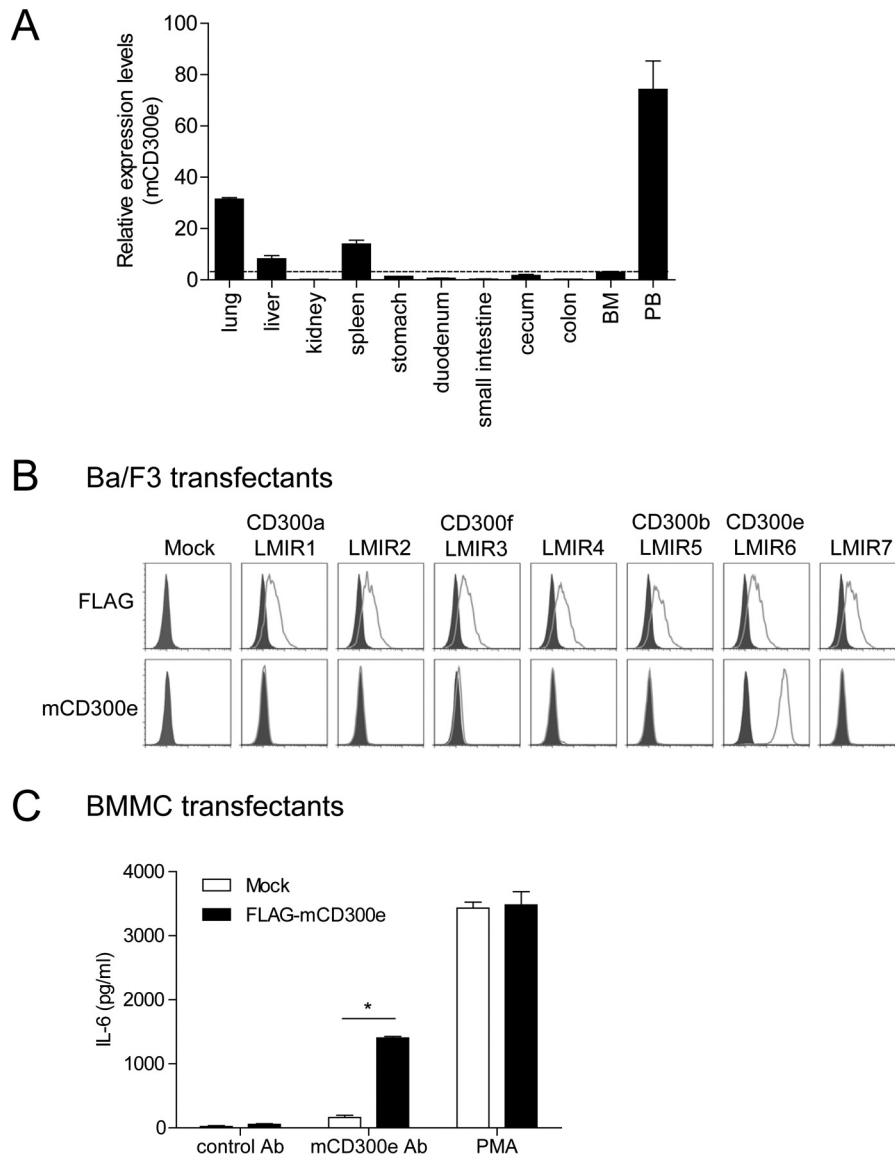 A
Relative expression levels
(mCD300e)
100
80
60
40
20
0
lung
liver
kidney
spleen
stomach
duodenum
small intestine
cecum
colon
BM
PB
B Ba/F3 transfectants
CD300a CD300f CD300b CD300e
Mock LMIR1 LMIR2 LMIR3 LMIR4 LMIR5 LMIR6 LMIR7
FLAG
mCD300e
C BMMC transfectants
IL-6 (pg/ml)
4000
3000
2000
1000
0
Mock
FLAG-mCD300e
*
control Ab mCD300e Ab PMA